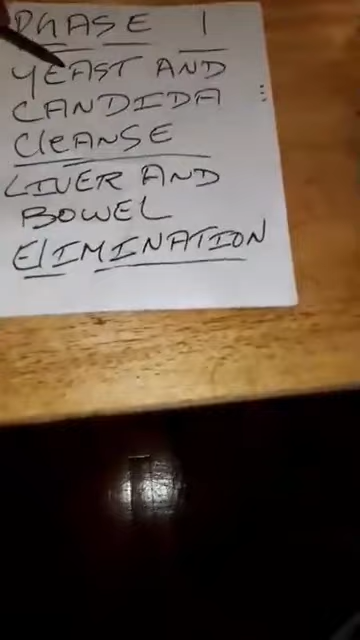 PHASE 1
YEAST AND
CANDIDA
CLEANSE
LIVER AND
BOWEL
ELIMINATION